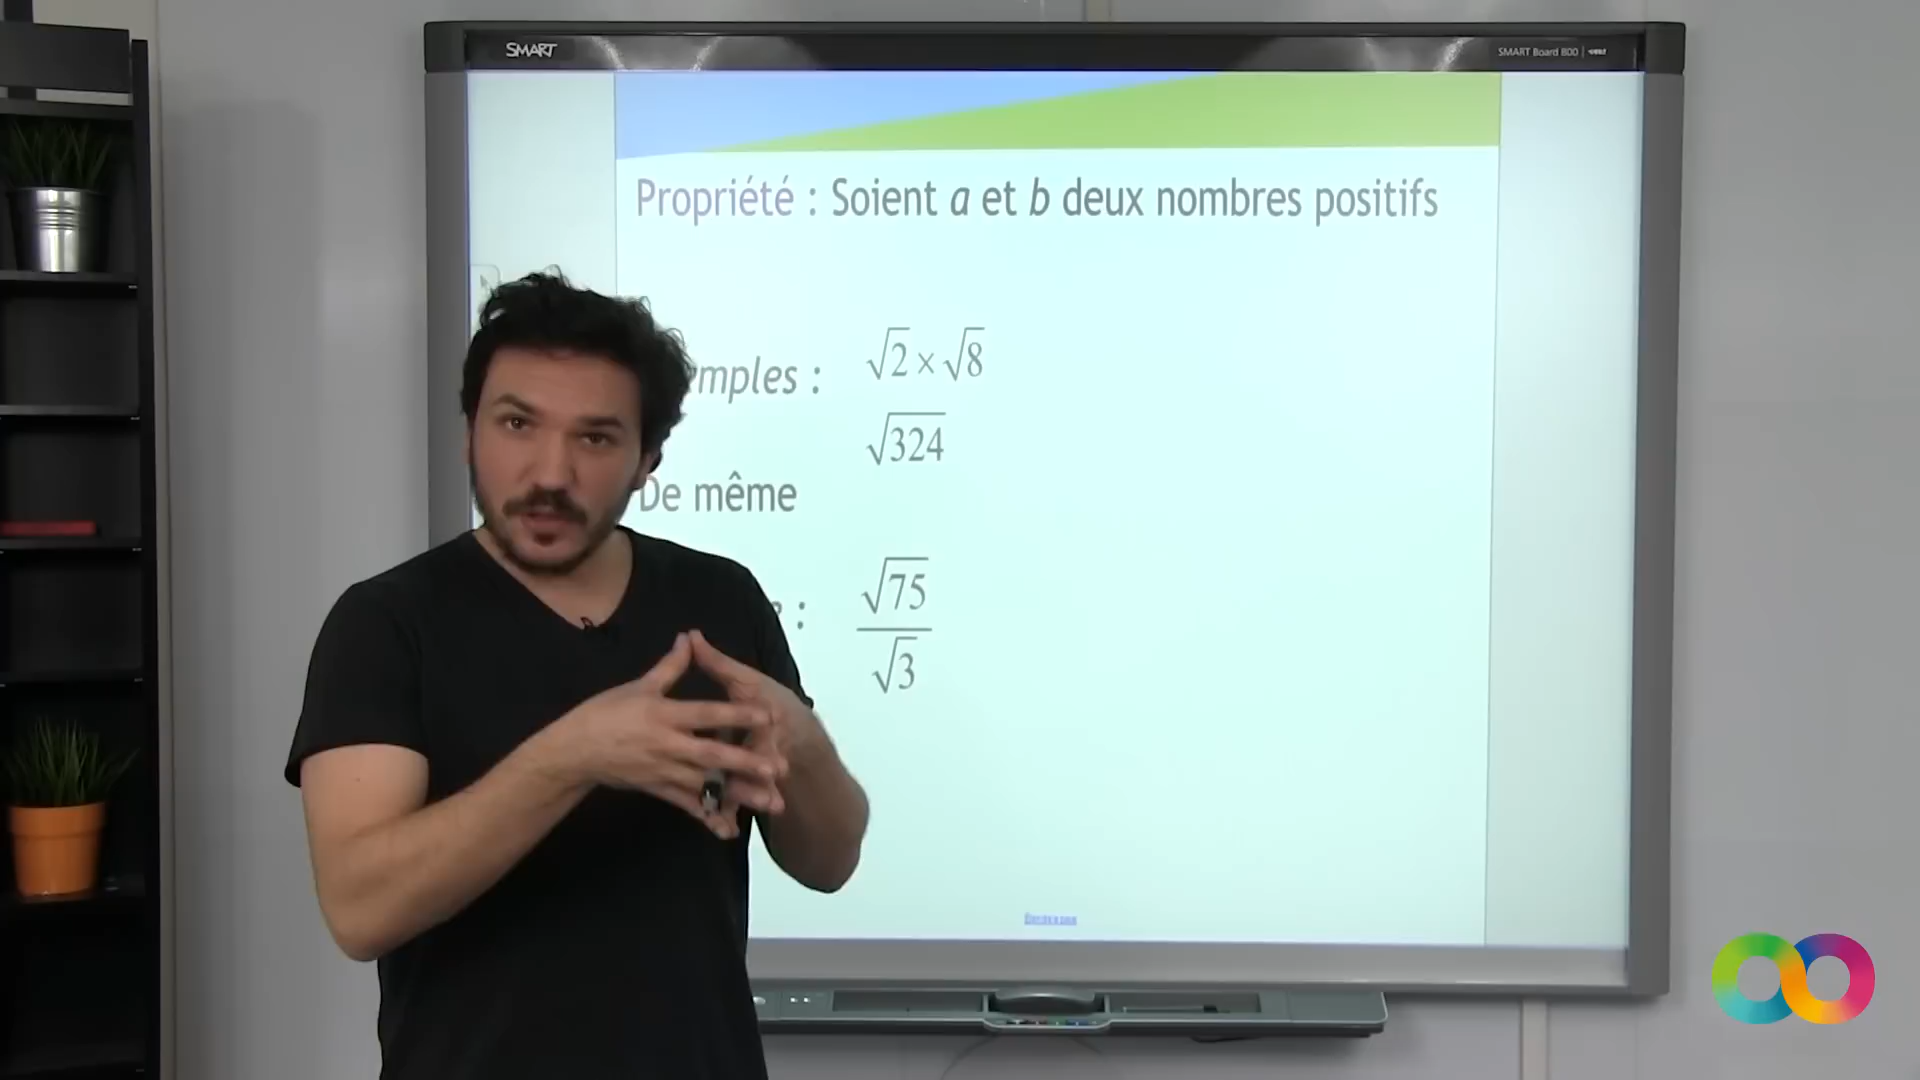 SMART
SMART Board 800
Propriété : Soient a et b deux nombres positifs
mples : √2 × √8
√324
De même
: √75
√3